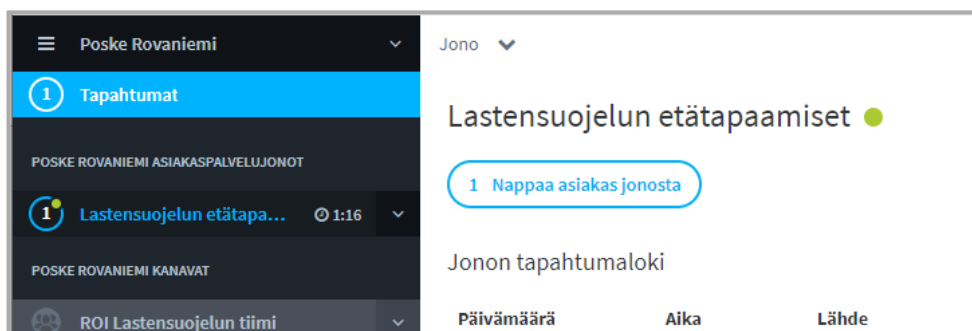 Poske Rovaniemi
1 Tapahtumat
POSKE ROVANIEMI ASIAKASPALVELUJONOT
1 Lastensuojelun etätapa... 1:16
POSKE ROVANIEMI KANAVAT
ROI Lastensuojelun tiimi
Jono
Lastensuojelun etätapaamiset
1 Nappaa asiakas jonosta
Jonon tapahtumaloki
Päivämäärä Aika Lähde